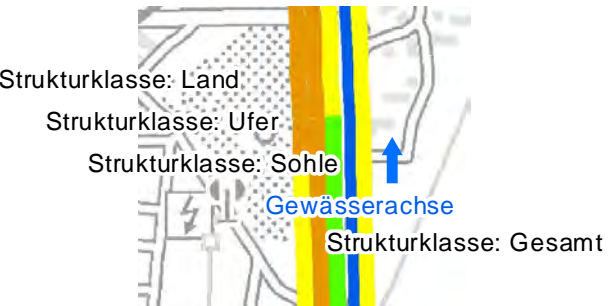 Strukturklasse: Land
Strukturklasse: Ufer
Strukturklasse: Sohle
Gewässerachse
Strukturklasse: Gesamt